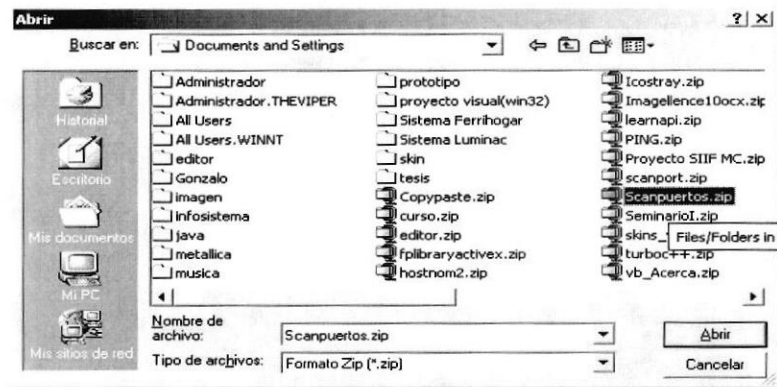 Abrir
Buscar en: Documents and Settings
Historial
Escritorio
Mis documentos
Mi PC
Mis sitios de red
Administrador
Administrador.THEVIPER
All Users
All Users.WINNT
editor
Gonzalo
imagen
infosistema
java
metallica
musica
prototipo
proyecto visual(win32)
Sistema Ferrihogar
Sistema Luminac
skin
tesis
Copypaste.zip
curso.zip
editor.zip
fplibraryactivex.zip
hostnom2.zip
Icostray.zip
Imagellence10ocx.zip
learnapi.zip
PING.zip
Proyecto SIIF MC.zip
scanport.zip
Scanpuertos.zip
SeminarioI.zip
skins_
Files/Folders in
turboc++.zip
vb_Acerca.zip
Nombre de
archivo: Scanpuertos.zip Abrir
Tipo de archivos: Formato Zip (*.zip) Cancelar